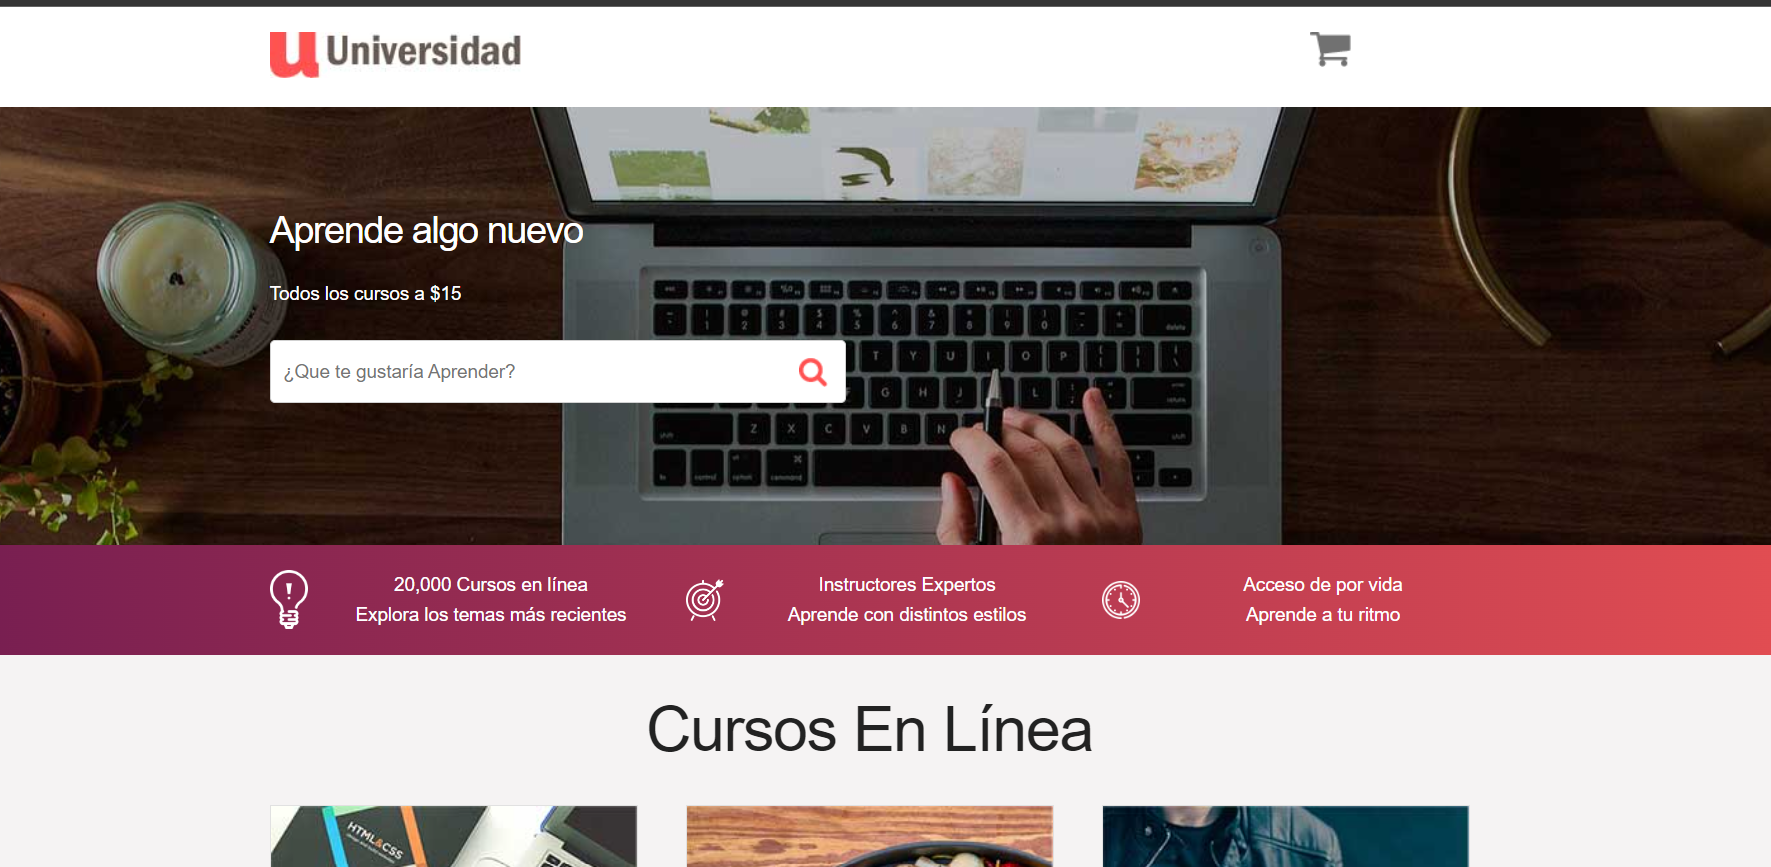 Universidad
Aprende algo nuevo
Todos los cursos a $15
¿Que te gustaría Aprender?
20,000 Cursos en línea
Explora los temas más recientes
Instructores Expertos
Aprende con distintos estilos
Acceso de por vida
Aprende a tu ritmo
Cursos En Línea
HTML&CSS